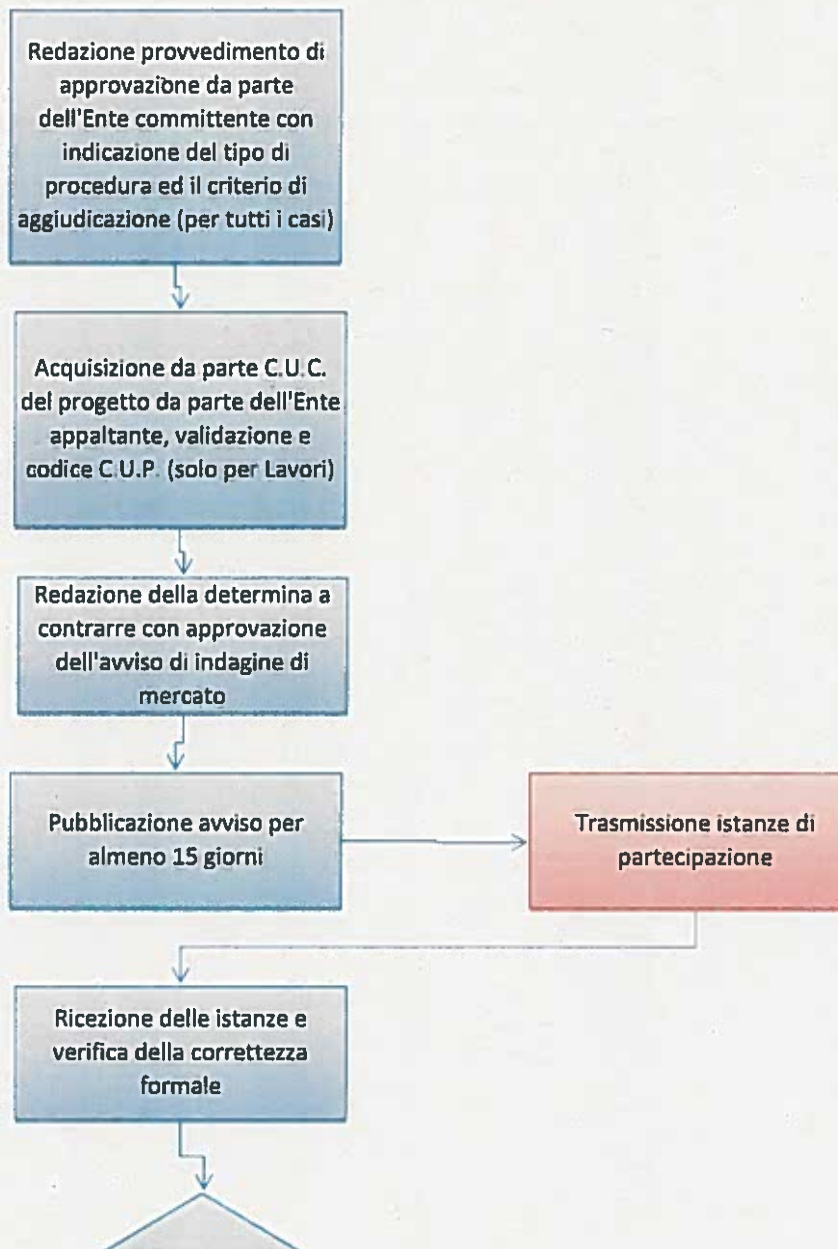 Redazione provvedimento di
approvazione da parte
dell'Ente committente con
indicazione del tipo di
procedura ed il criterio di
aggiudicazione (per tutti i casi)
Acquisizione da parte C.U.C.
del progetto da parte dell'Ente
appaltante, validazione e
codice C.U.P. (solo per Lavori)
Redazione della determina a
contrarre con approvazione
dell'avviso di indagine di
mercato
Pubblicazione avviso per
almeno 15 giorni
Trasmissione istanze di
partecipazione
Ricezione delle istanze e
verifica della correttezza
formale